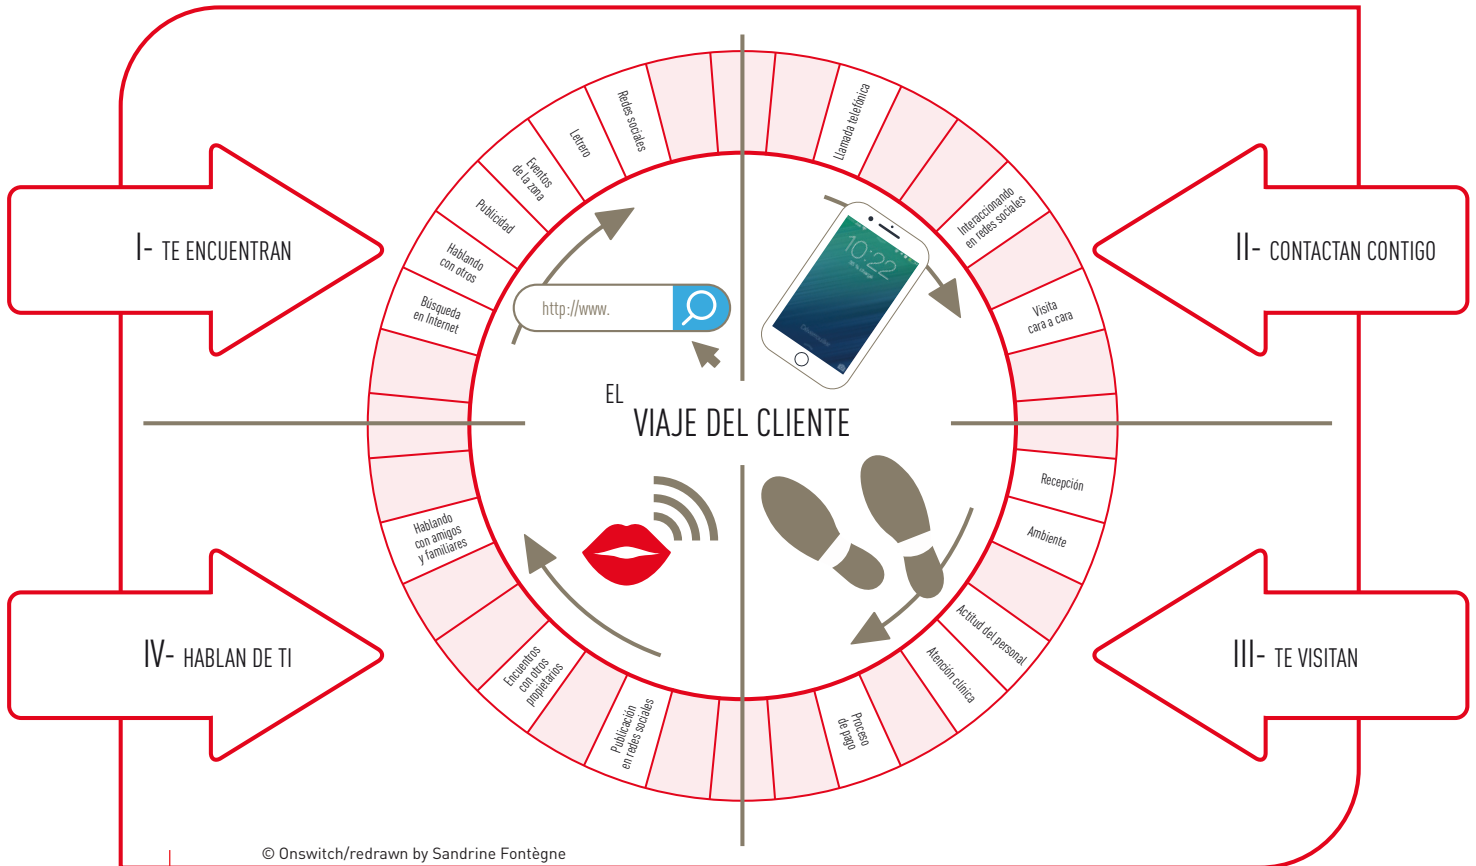 I- TE ENCUENTRAN
II- CONTACTAN CONTIGO
III- TE VISITAN
IV- HABLAN DE TI
EL
VIAJE DEL CLIENTE
http://www.
10:22
Búsqueda
en Internet
Hablando
con otros
Publicidad
Eventos
de la zona
Letrero
Redes sociales
Llamada telefónica
Interaccionando
en redes sociales
Visita
cara a cara
Recepción
Ambiente
Actitud del personal
Atención clínica
Proceso
de pago
Publicación
en redes sociales
Encuentros
con otros
propietarios
Hablando
con amigos
y familiares
© Onswitch/redrawn by Sandrine Fontègne